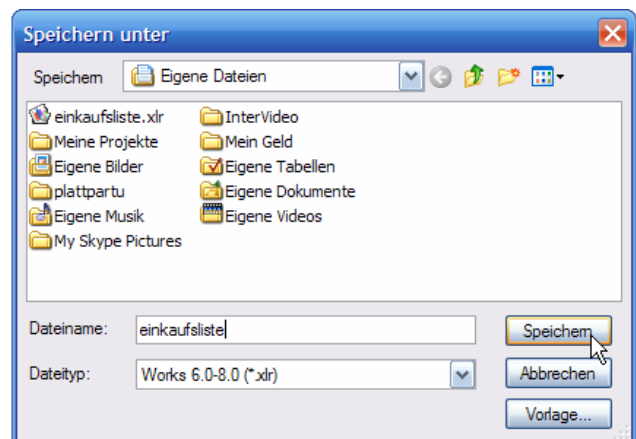 Speichern unter
Speichern Eigene Dateien
einkaufsliste.xlr InterVideo
Meine Projekte Mein Geld
Eigene Bilder Eigene Tabellen
plattpartu Eigene Dokumente
Eigene Musik Eigene Videos
My Skype Pictures
Dateiname: einkaufsliste Speichern
Dateityp: Works 6.0-8.0 (*.xlr) Abbrechen
Vorlage...